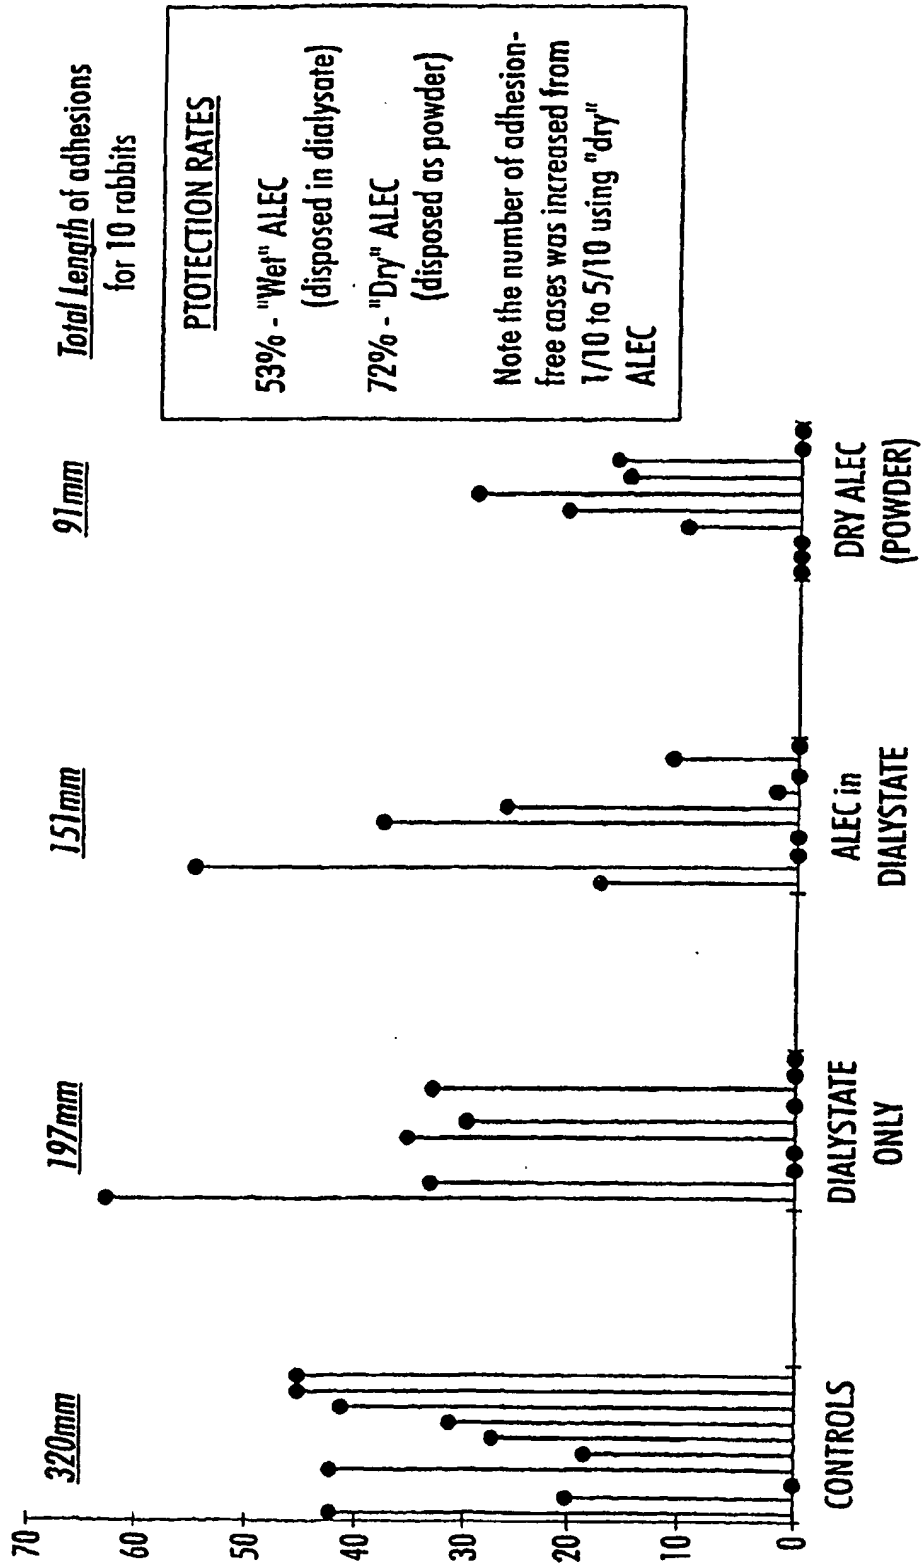 320mm
197mm
151mm
91mm
Total Length of adhesions
for 10 rabbits
PTOTECTION RATES
53% - "Wet" ALEC
(disposed in dialysate)
72% - "Dry" ALEC
(disposed as powder)
Note the number of adhesion-
free cases was increased from
1/10 to 5/10 using "dry"
ALEC
70
60
50
40
30
20
10
0
CONTROLS
DIALYSTATE
ONLY
ALEC in
DIALYSTATE
DRY ALEC
(POWDER)